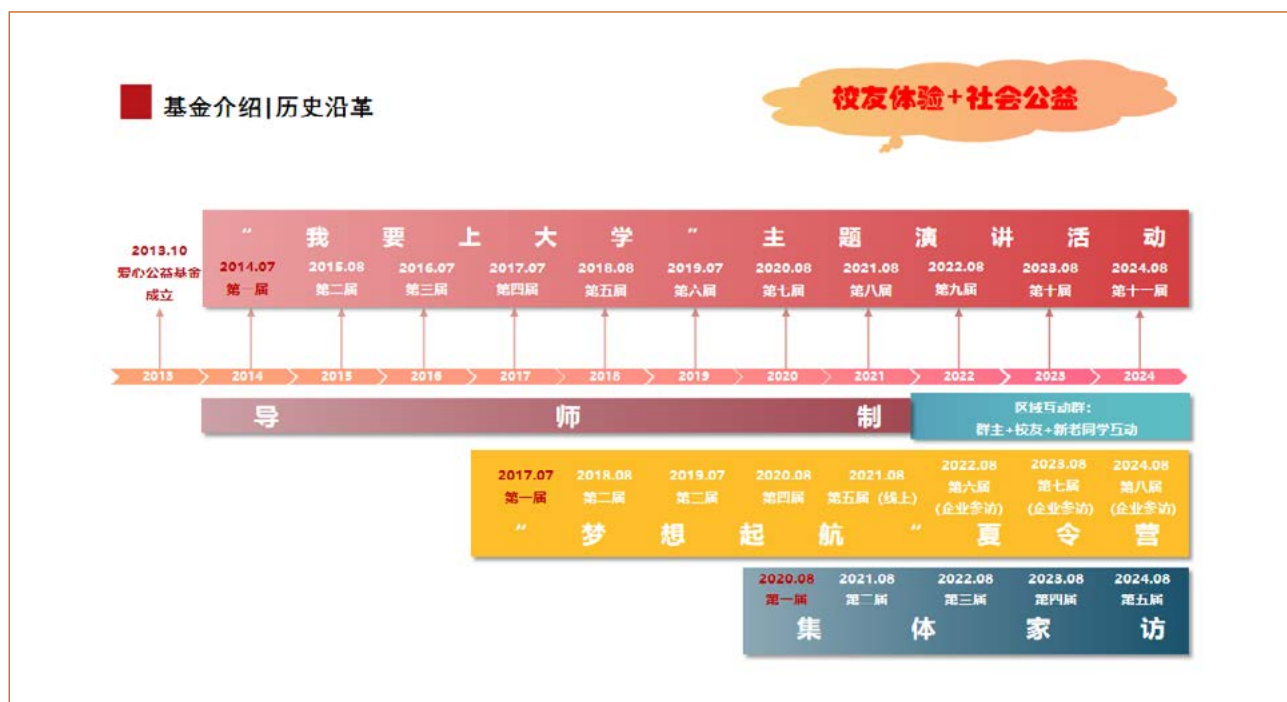 基金介绍|历史沿革
校友体验+社会公益
2013.10
爱心公益基金
成立
“我要上大学”主题演讲活动
2014.07
第一届
2015.08
第二届
2016.07
第三届
2017.07
第四届
2018.08
第五届
2019.07
第六届
2020.08
第七届
2021.08
第八届
2022.08
第九届
2023.08
第十届
2024.08
第十一届
2013 2014 2015 2016 2017 2018 2019 2020 2021 2022 2023 2024
导师制
区域互动群:
群主+校友+新老同学互动
2017.07
第一届
2018.08
第二届
2019.07
第三届
2020.08
第四届
2021.08
第五届 (线上)
2022.08
第六届
(企业参访)
2023.08
第七届
(企业参访)
2024.08
第八届
(企业参访)
“梦想起航”夏令营
2020.08
第一届
2021.08
第二届
2022.08
第三届
2023.08
第四届
2024.08
第五届
集体家访